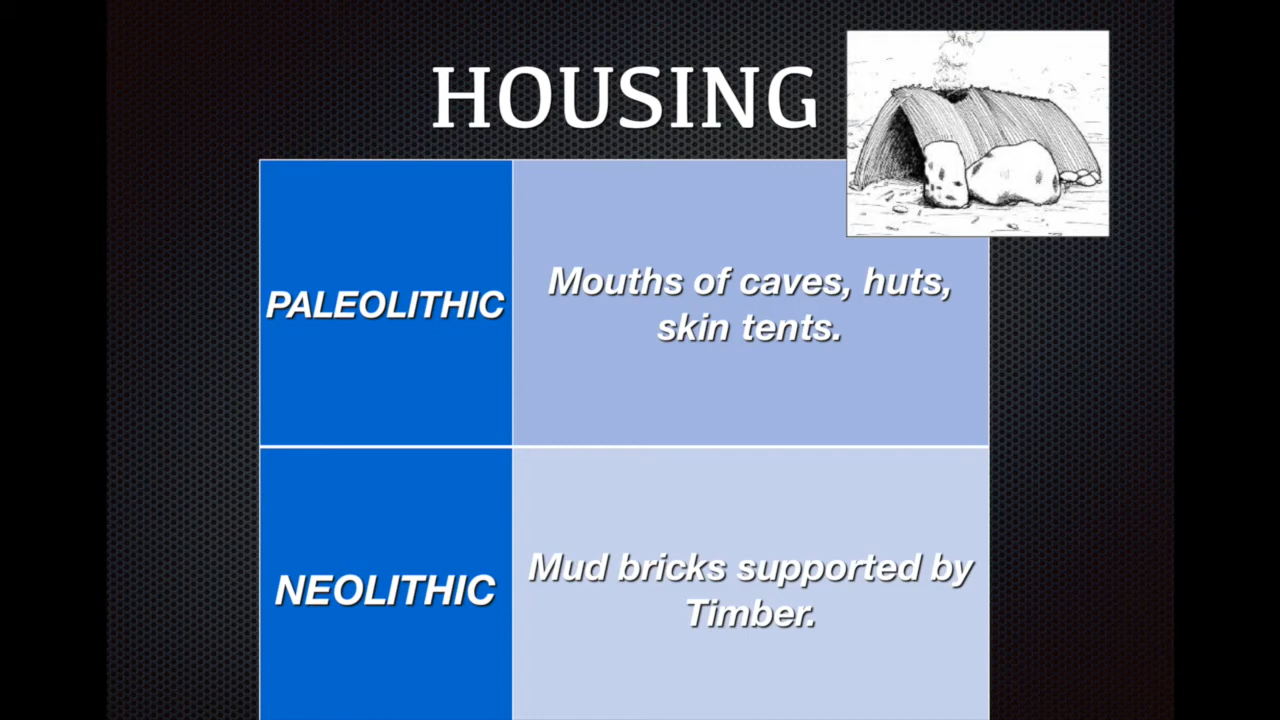 HOUSING
PALEOLITHIC
Mouths of caves, huts,
skin tents.
NEOLITHIC
Mud bricks supported by
Timber.